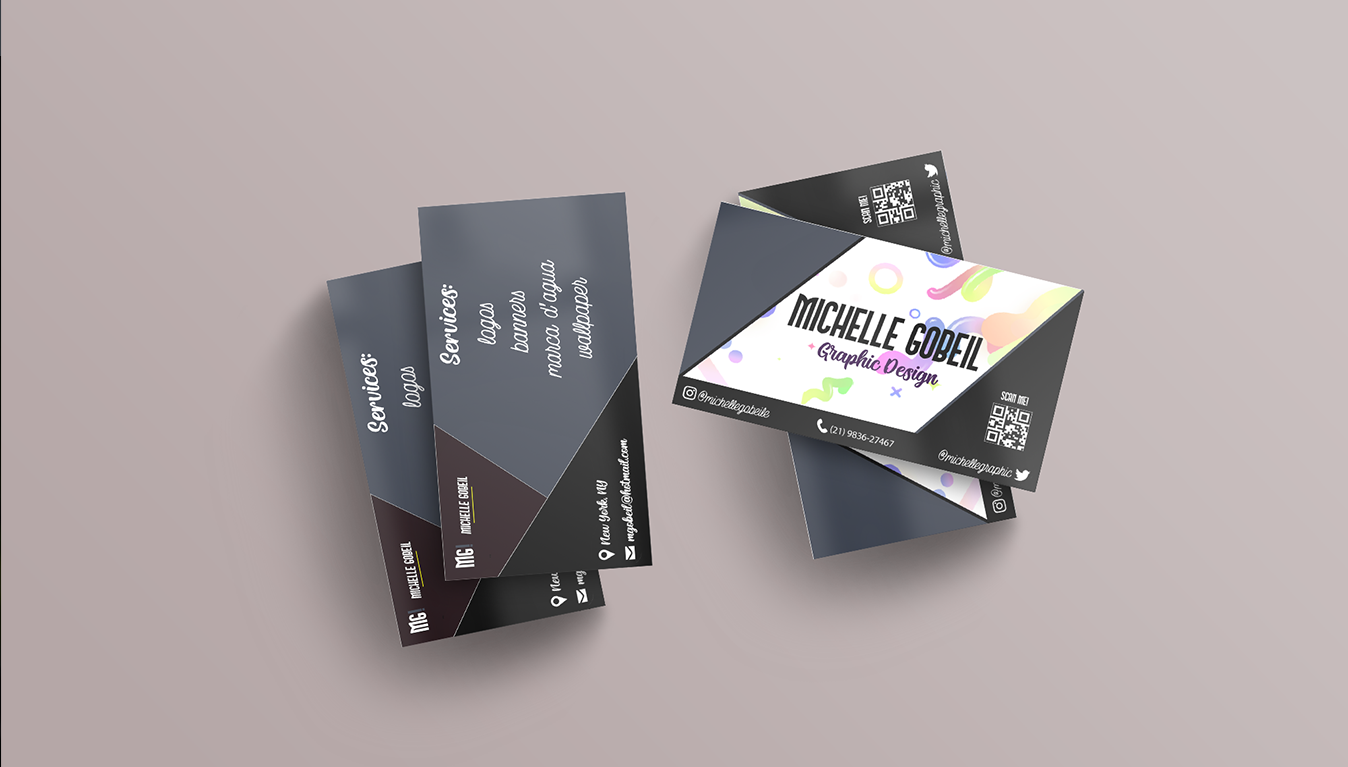 Services:
logos
banners
marca d'agua
wallpaper
MG!
MICHELLE GOBEIL
New York, NY
mgobeil@hotmail.com
Services:
logos
MG!
MICHELLE GOBEIL
New
mg
MICHELLE GOBEIL
Graphic Design
@michellegobeile
(21) 9836-27467
SCAN ME!
@michellegraphic
SCAN ME!
@michellegraphic